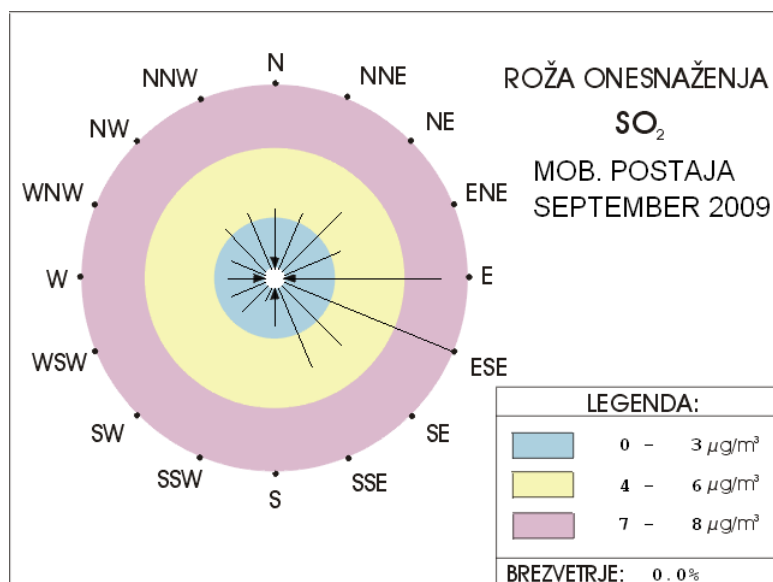 N
NNE
NE
ENE
E
ESE
SE
SSE
S
SSW
SW
WSW
W
WNW
NW
NNW
ROŽA ONESNAŽENJA
SO₂
MOB. POSTAJA
SEPTEMBER 2009
LEGENDA:
0 – 3 µg/m³
4 – 6 µg/m³
7 – 8 µg/m³
BREZVETRJE: 0.0%